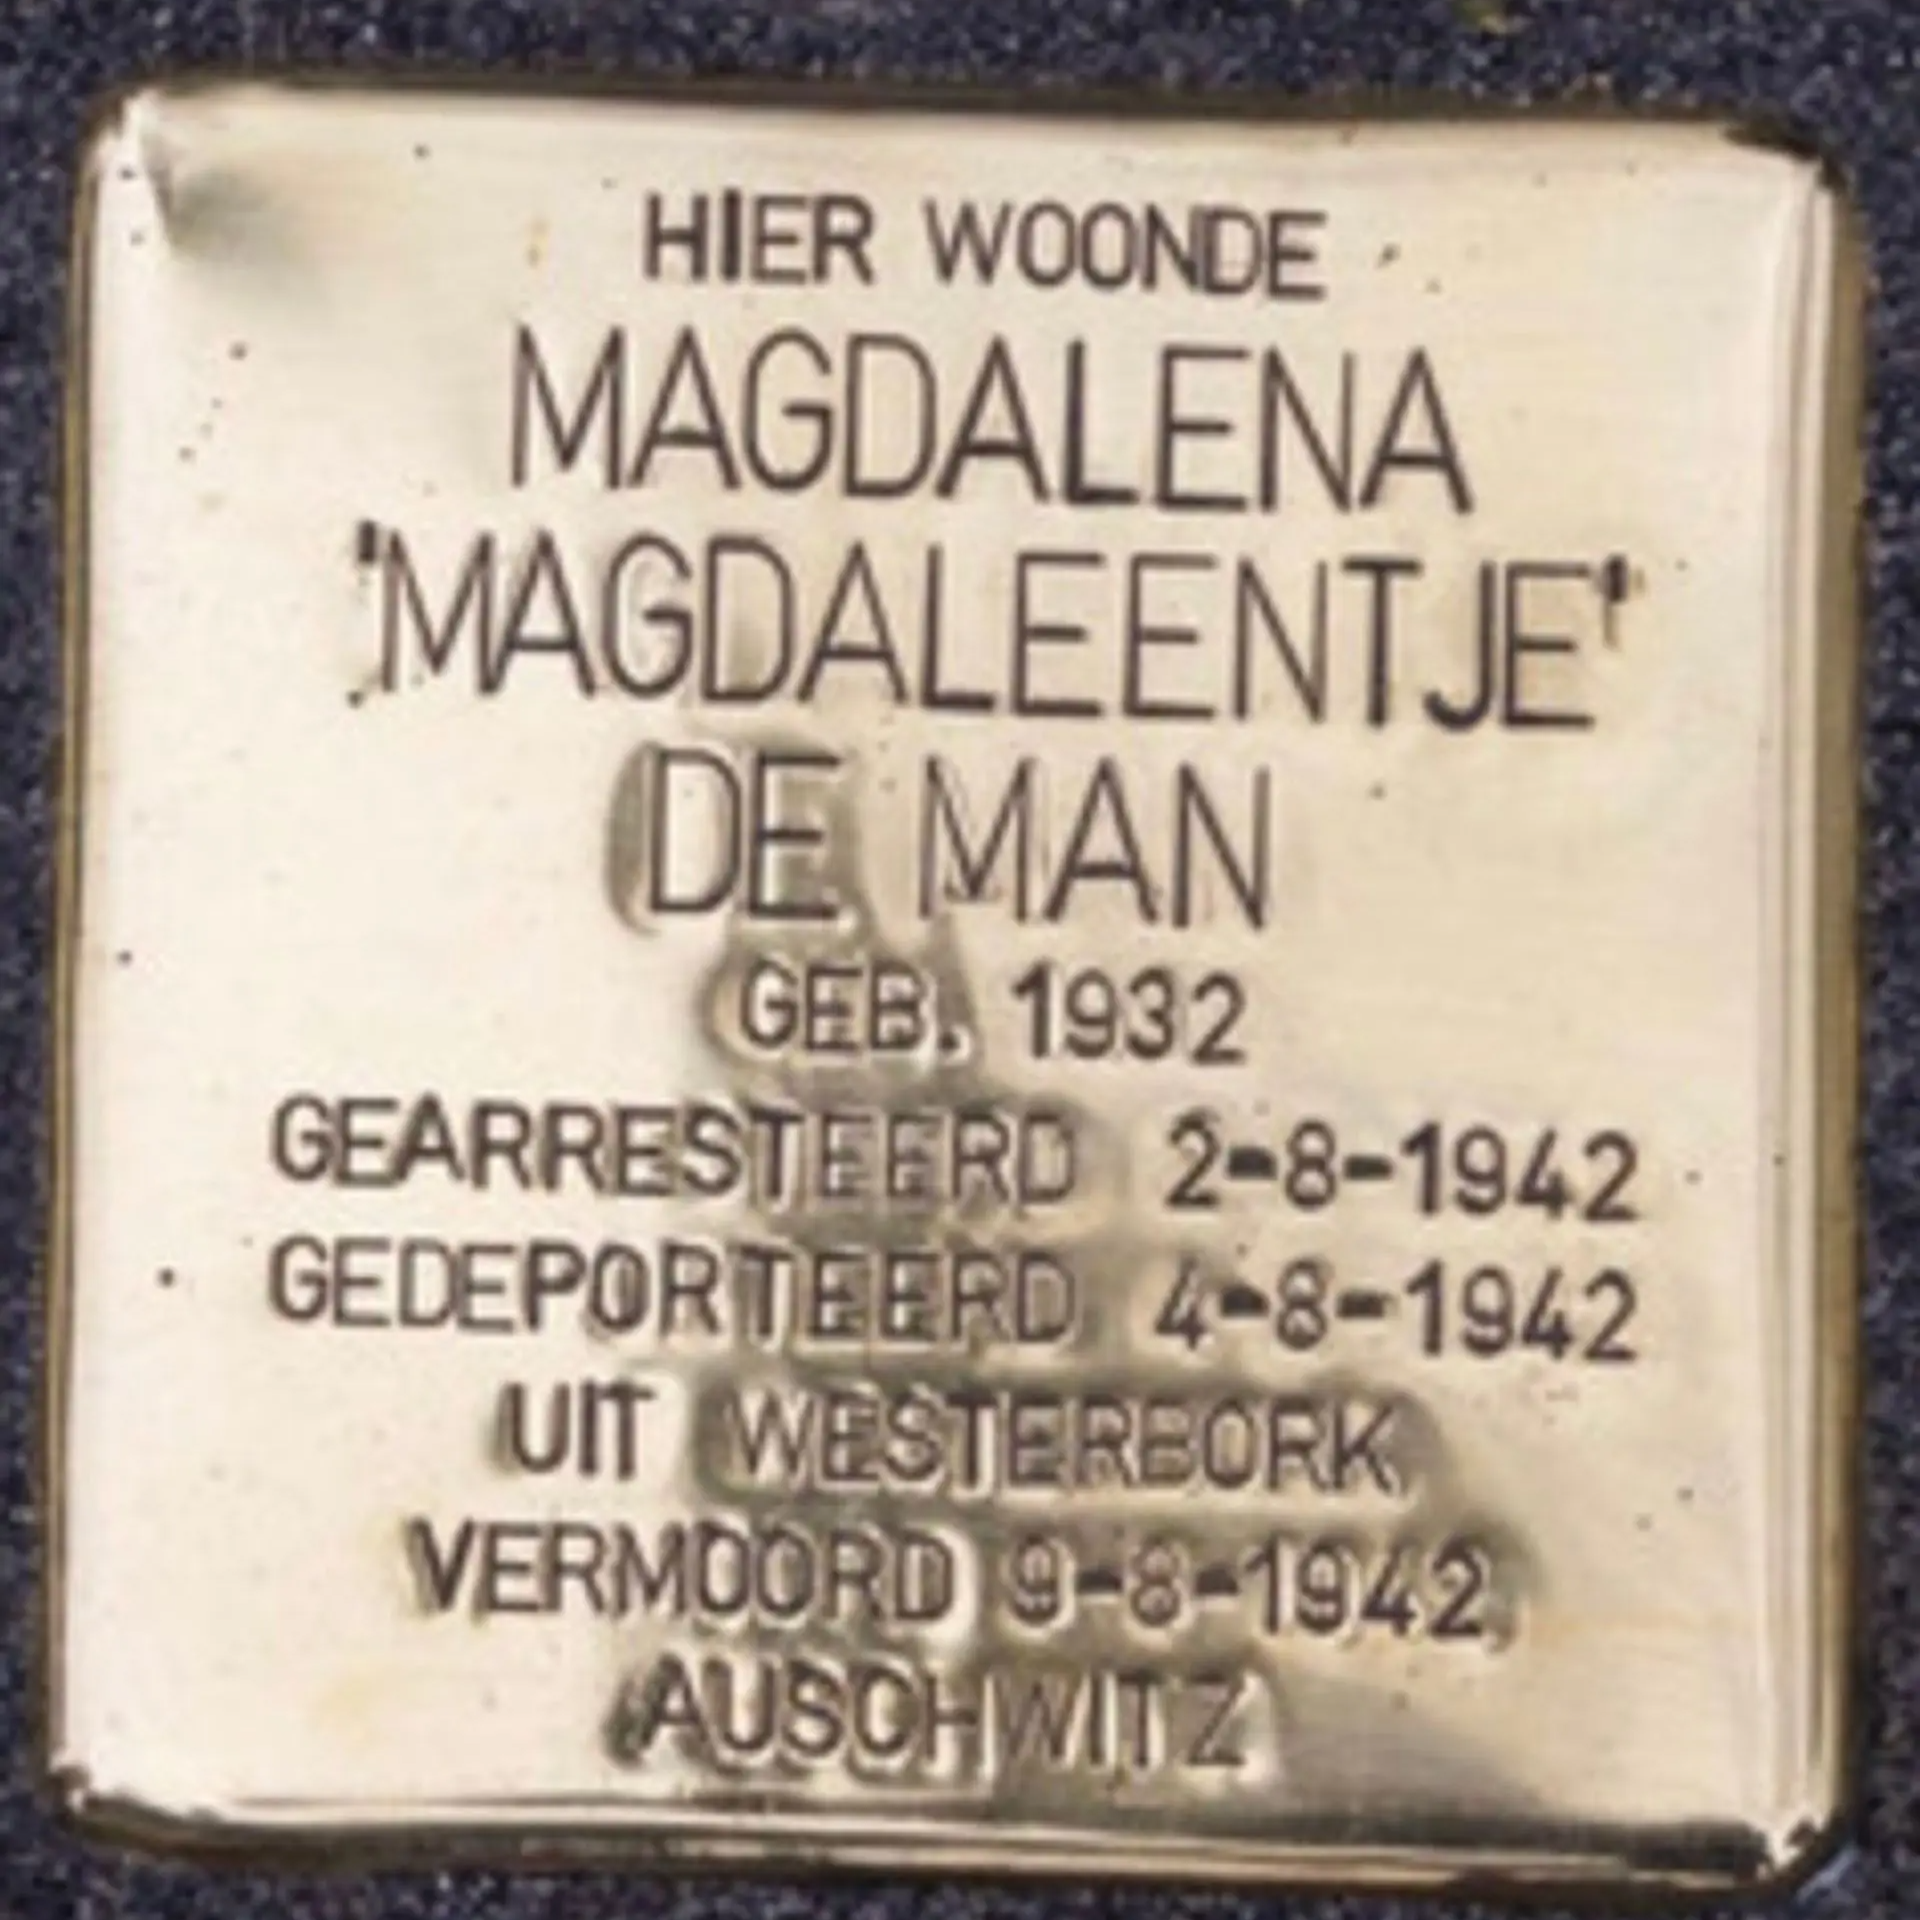 HIER WOONDE
MAGDALENA
'MAGDALEENTJE'
DE MAN
GEB. 1932
GEARRESTEERD 2-8-1942
GEDEPORTEERD 4-8-1942
UIT WESTERBORK
VERMOORD 9-8-1942
AUSCHWITZ